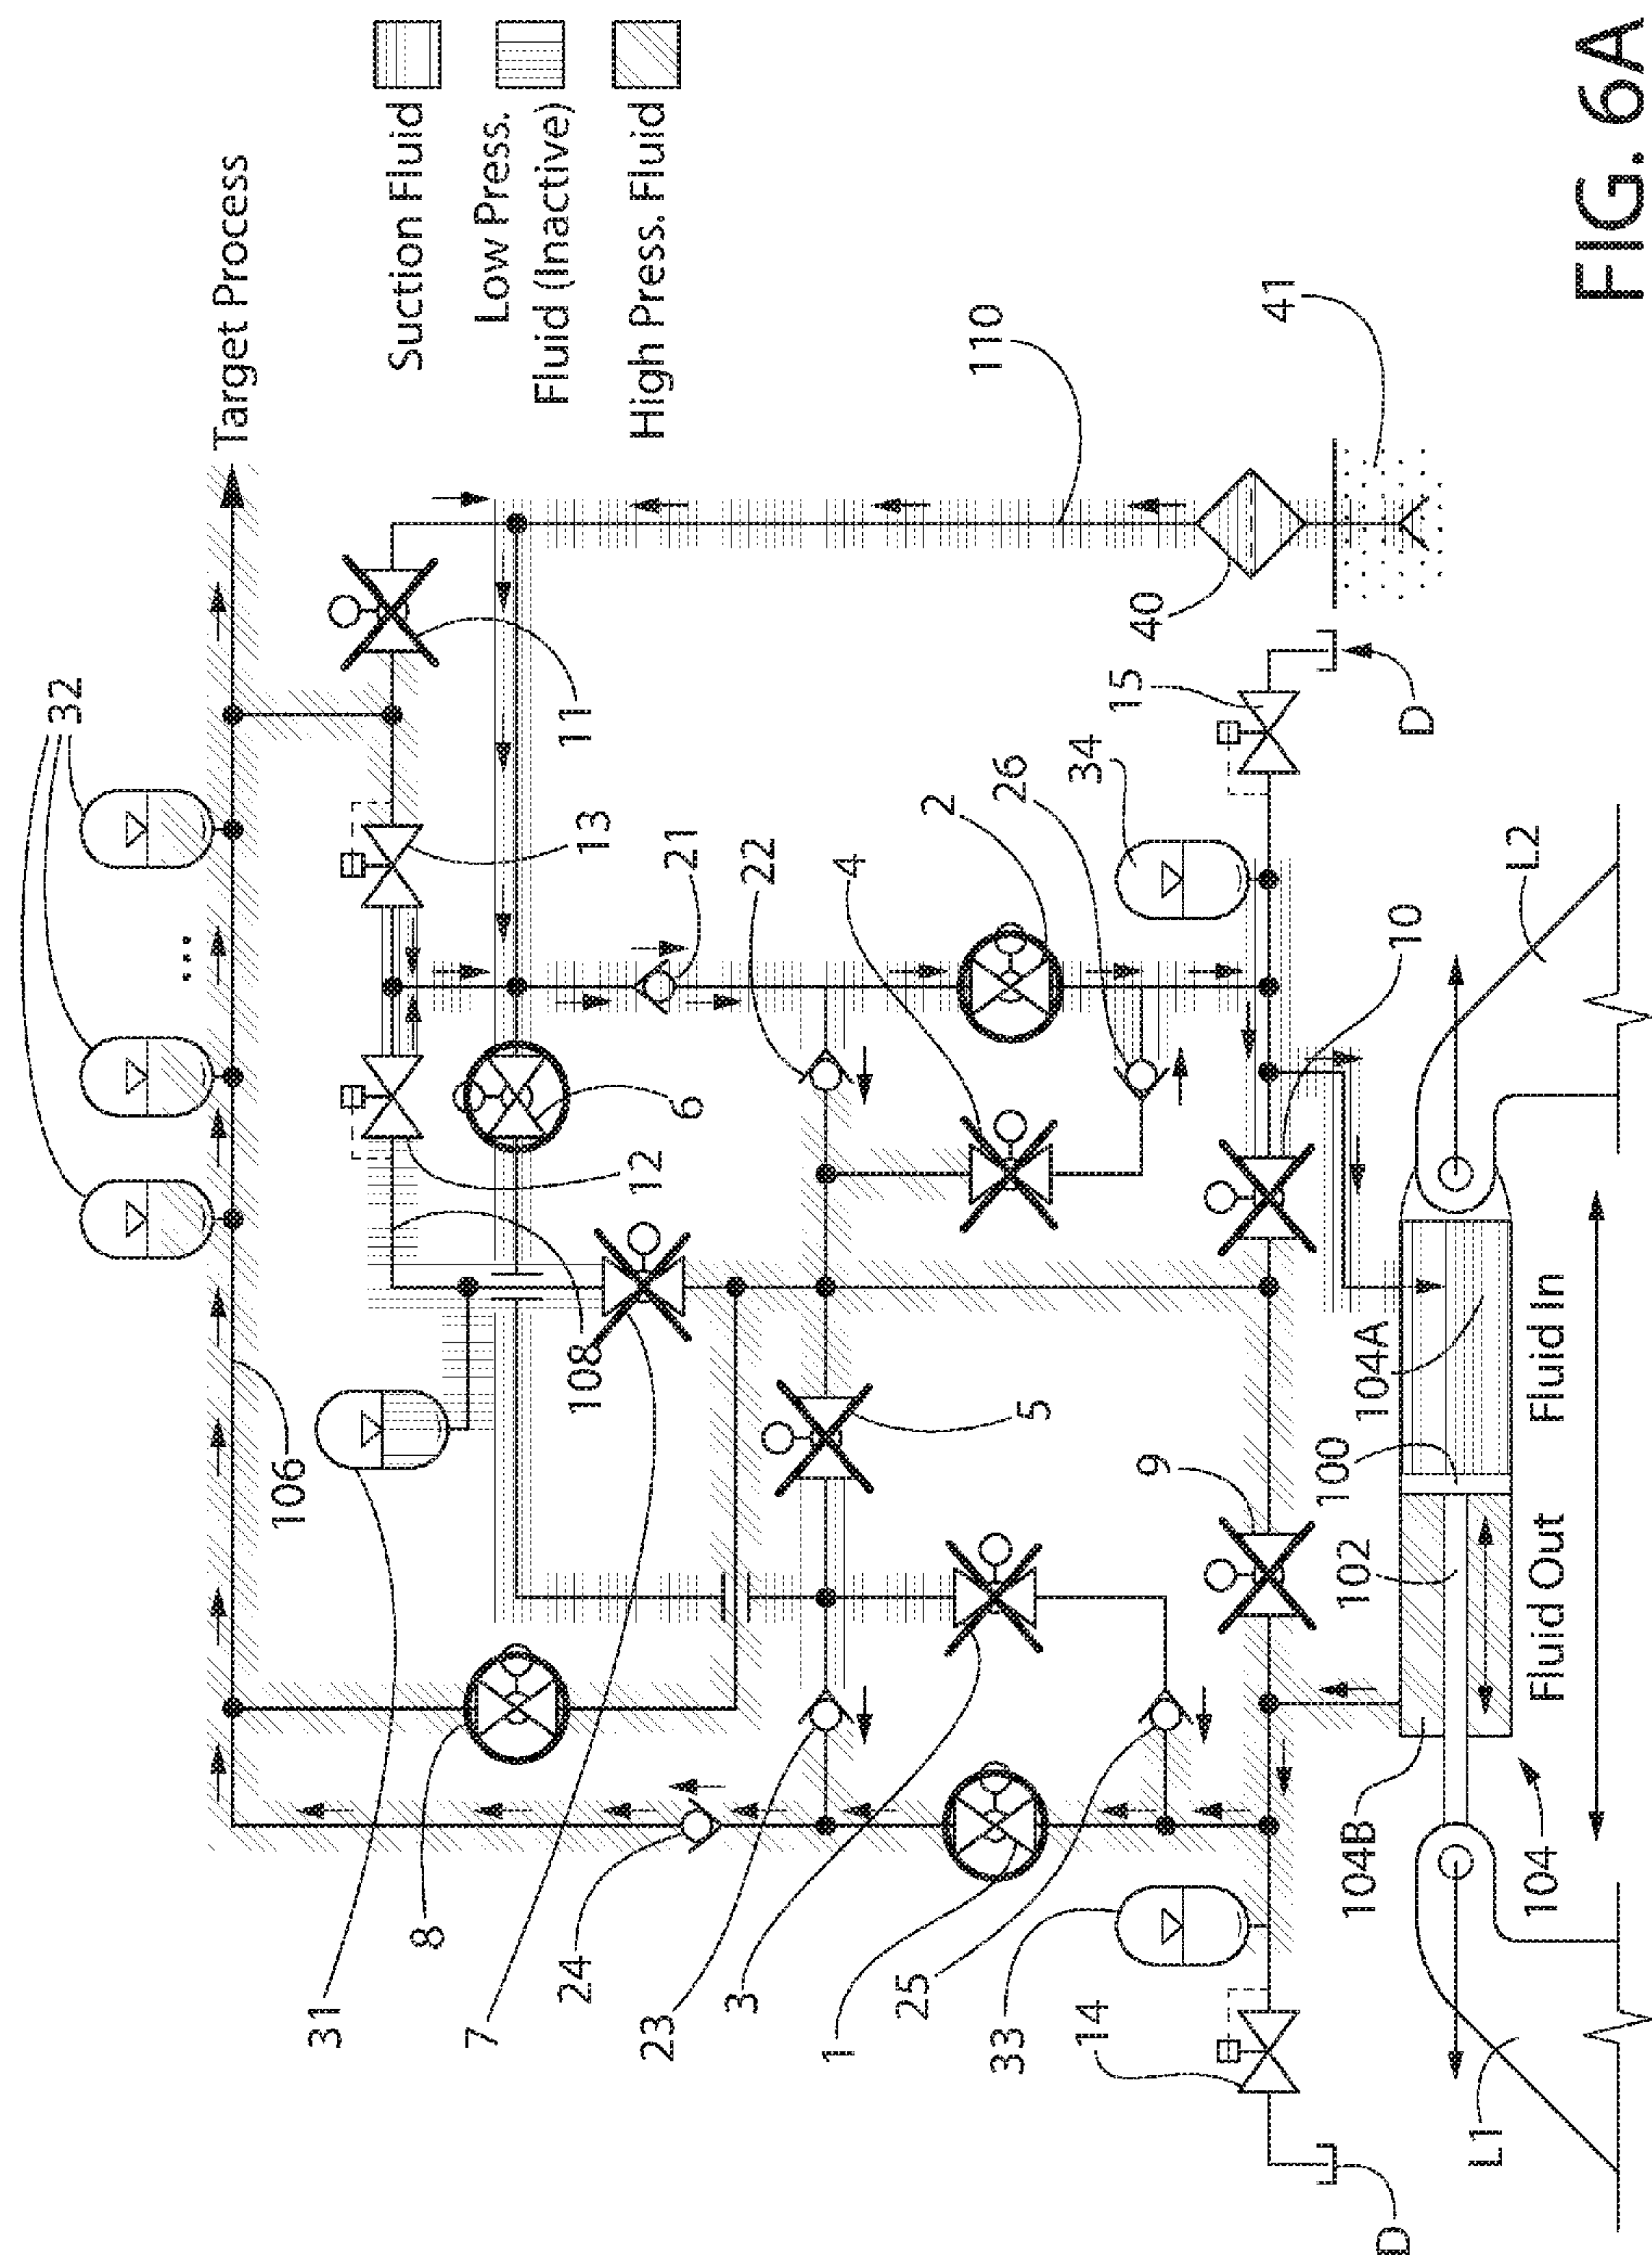 32
...
Target Process
Suction Fluid
Low Press.
Fluid (Inactive)
High Press. Fluid
106
31
108
12
6
13
11
8
7
24
23
3
1
25
33
14
5
9
22
21
4
26
2
34
15
D
10
40
110
41
D
104B
104
102
100
104A
L1
L2
Fluid Out
Fluid In
FIG. 6A